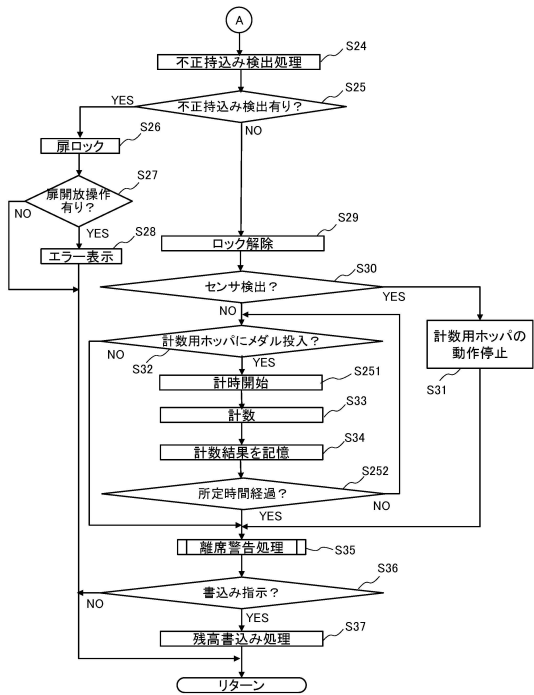 A
不正持込み検出処理
S24
不正持込み検出有り?
S25
YES
NO
扉ロック
S26
扉開放操作
有り?
S27
NO
YES
エラー表示
S28
ロック解除
S29
センサ検出?
S30
YES
NO
計数用ホッパの
動作停止
S31
計数用ホッパにメダル投入?
NO
S32
YES
計時開始
S251
計数
S33
計数結果を記憶
S34
所定時間経過?
S252
YES
NO
離席警告処理
S35
書込み指示?
S36
NO
YES
残高書込み処理
S37
リターン